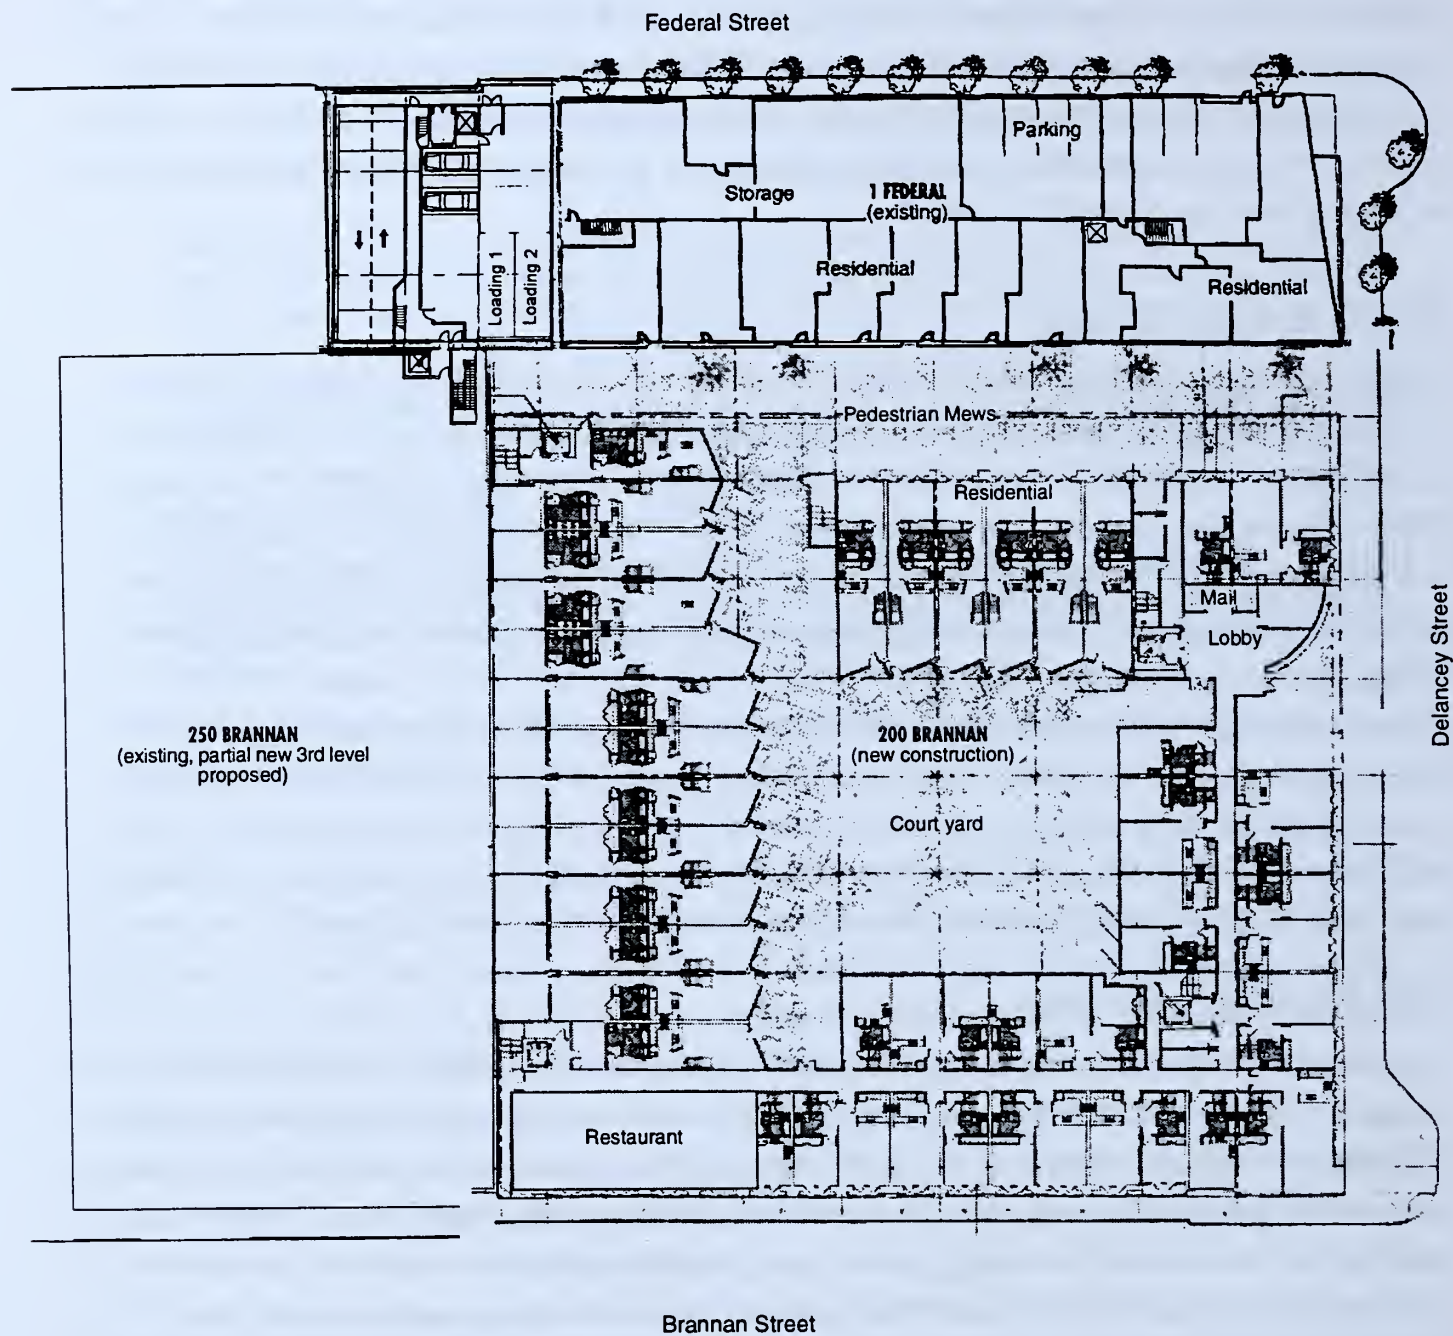 Federal Street
Parking
Storage
1 FEDERAL
(existing)
Residential
Residential
Loading 1
Loading 2
Pedestrian Mews
Residential
Mail
Lobby
Delancey Street
250 BRANNAN
(existing, partial new 3rd level
proposed)
200 BRANNAN
(new construction)
Court yard
Restaurant
Brannan Street